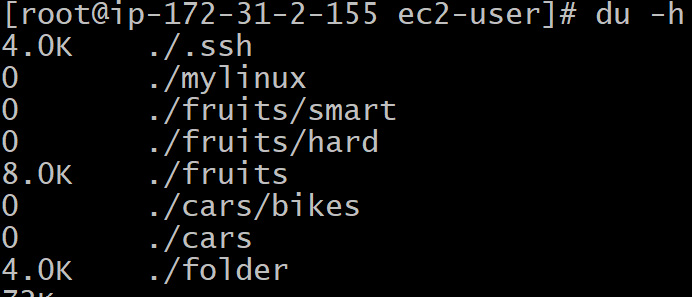 [root@ip-172-31-2-155 ec2-user]# du -h
4.0K ./.ssh
0 ./mylinux
0 ./fruits/smart
0 ./fruits/hard
8.0K ./fruits
0 ./cars/bikes
0 ./cars
4.0K ./folder